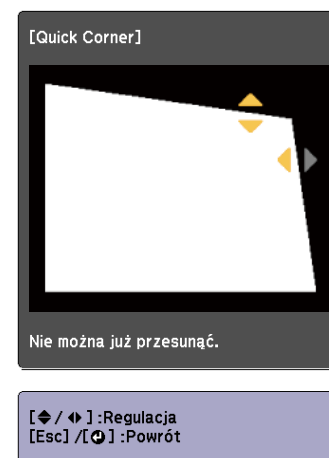 [Quick Corner]
Nie można już przesunąć.
[◆/◆] :Regulacja
[Esc] /[↵] :Powrót